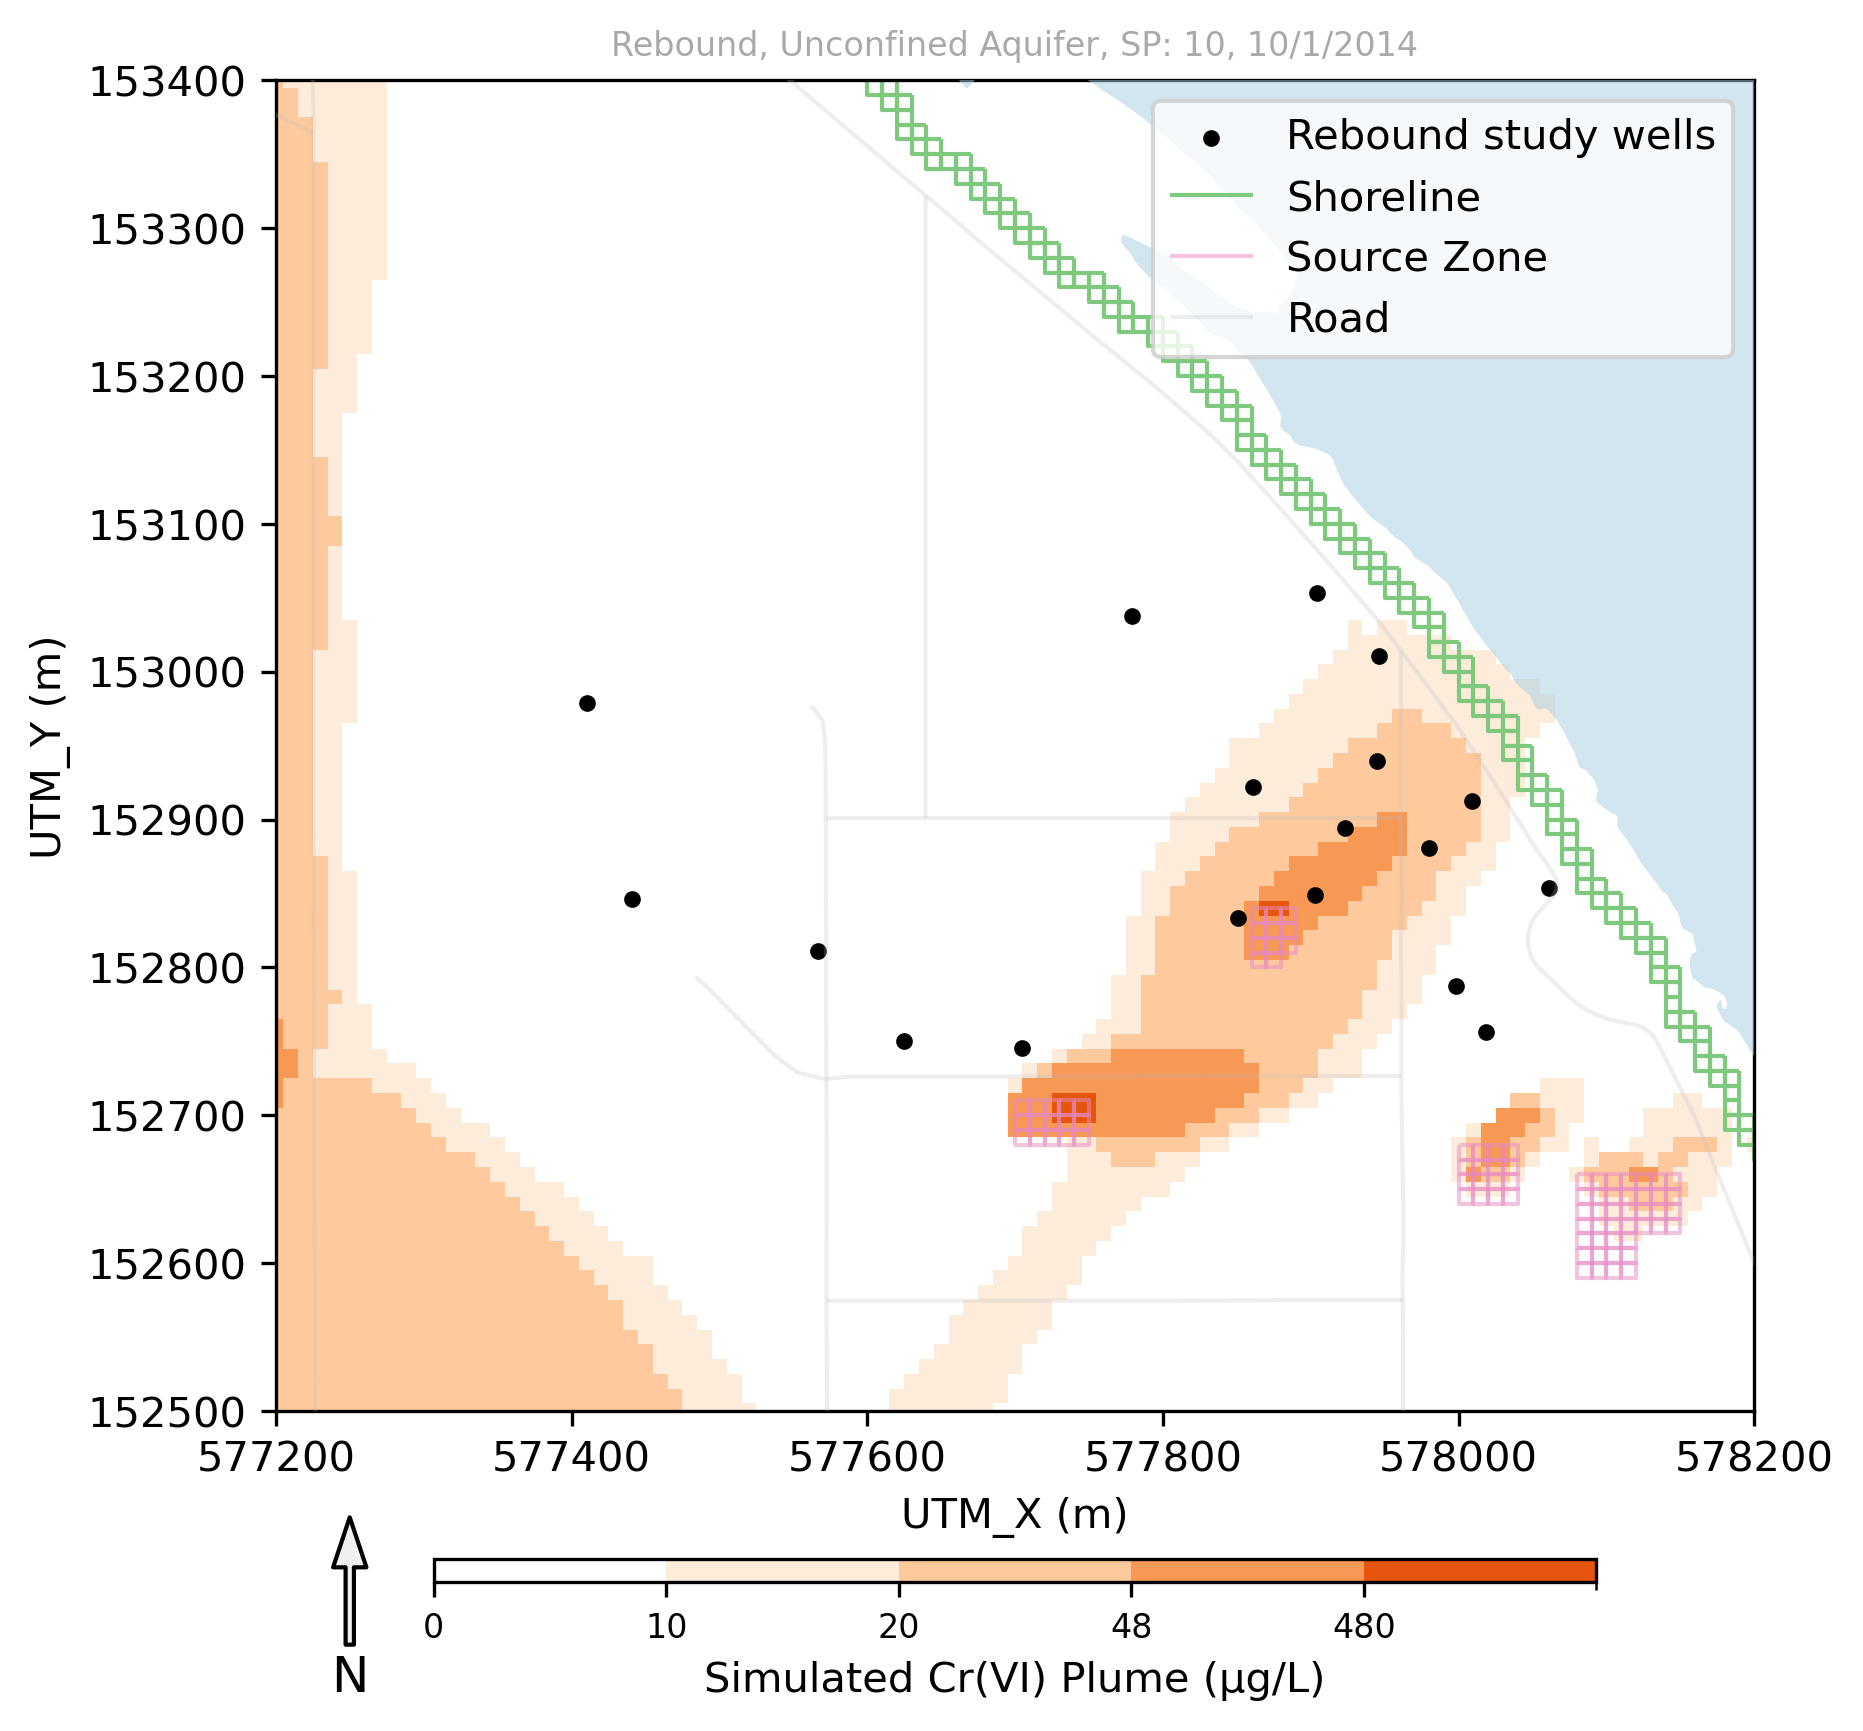 Rebound, Unconfined Aquifer, SP: 10, 10/1/2014
Rebound study wells
Shoreline
Source Zone
Road
153400
153300
153200
153100
153000
152900
152800
152700
152600
152500
UTM_Y (m)
577200 577400 577600 577800 578000 578200
UTM_X (m)
N
0 10 20 48 480
Simulated Cr(VI) Plume (μg/L)